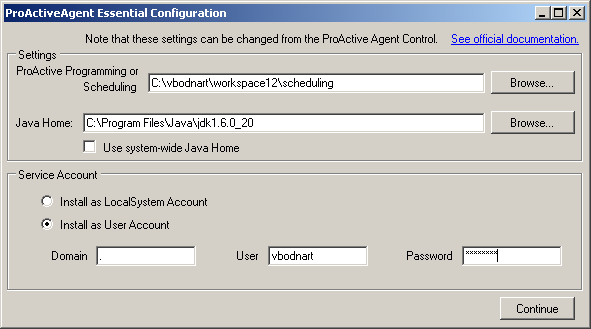 ProActiveAgent Essential Configuration
Note that these settings can be changed from the ProActive Agent Control. See official documentation.
Settings
ProActive Programming or
Scheduling C:\vbodnart\workspace12\scheduling Browse...
Java Home: C:\Program Files\Java\jdk1.6.0_20 Browse...
Use system-wide Java Home
Service Account
Install as LocalSystem Account
Install as User Account
Domain . User vbodnart Password ********
Continue